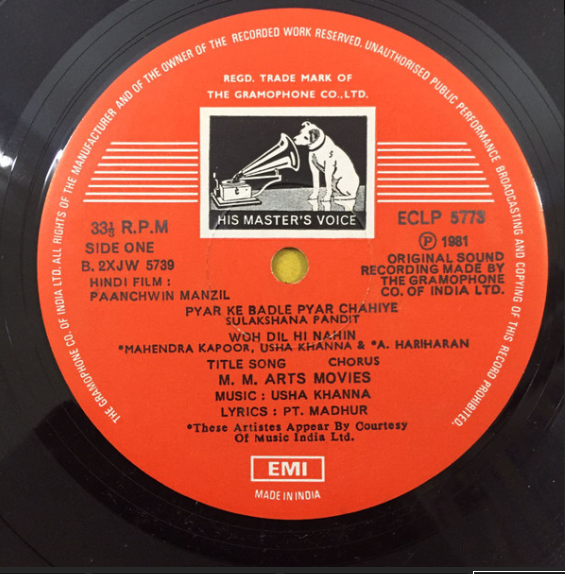 THE GRAMOPHONE CO. OF INDIA LTD. ALL RIGHTS OF THE MANUFACTURER AND OF THE OWNER OF THE RECORDED WORK RESERVED. UNAUTHORISED PUBLIC PERFORMANCE BROADCASTING AND COPYING OF THIS RECORD PROHIBITED.
REGD. TRADE MARK OF
THE GRAMOPHONE CO., LTD.
HIS MASTER'S VOICE
33⅓ R.P.M
SIDE ONE
B. 2XJW 5739
HINDI FILM :
PAANCHWIN MANZIL
ECLP 5773
Ⓟ 1981
ORIGINAL SOUND
RECORDING MADE BY
THE GRAMOPHONE
CO. OF INDIA LTD.
PYAR KE BADLE PYAR CHAHIYE
SULAKSHANA PANDIT
WOH DIL HI NAHIN
*MAHENDRA KAPOOR, USHA KHANNA & *A. HARIHARAN
TITLE SONG CHORUS
M. M. ARTS MOVIES
MUSIC : USHA KHANNA
LYRICS : PT. MADHUR
*These Artistes Appear By Courtesy
Of Music India Ltd.
EMI
MADE IN INDIA